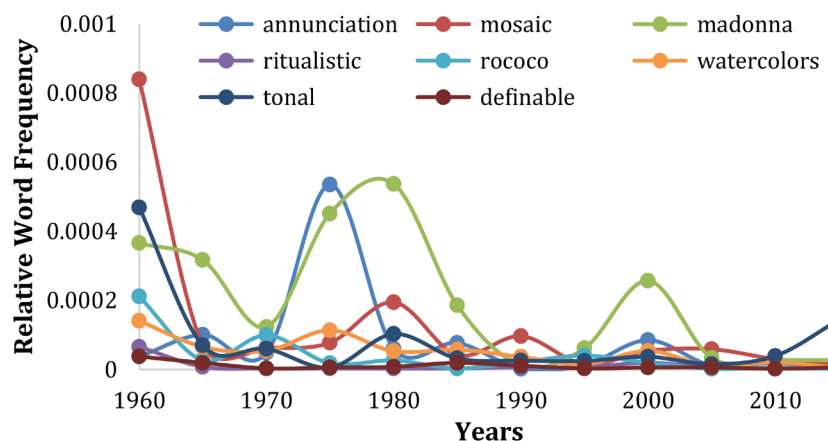 0.001
0.0008
0.0006
0.0004
0.0002
0
Relative Word Frequency
annunciation mosaic madonna
ritualistic rococo watercolors
tonal definable
1960 1970 1980 1990 2000 2010
Years